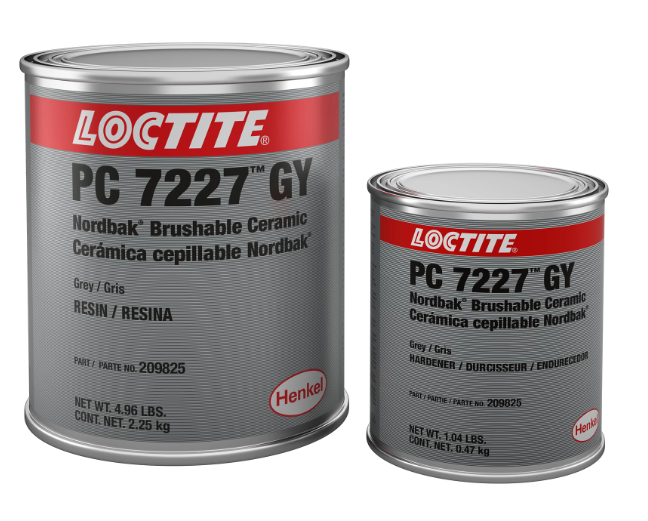 LOCTITE®
PC 7227™ GY
Nordbak® Brushable Ceramic
Cerámica cepillable Nordbak®
Grey / Gris
RESIN / RESINA
PART / PARTE NO. 209825
NET WT. 4.96 LBS.
CONT. NET. 2.25 kg
Henkel
LOCTITE®
PC 7227™ GY
Nordbak® Brushable Ceramic
Cerámica cepillable Nordbak®
Grey / Gris
HARDENER / DURCISSEUR / ENDURECEDOR
PART / PARTIE / PARTE NO. 209825
NET WT. 1.04 LBS.
CONT. NET. 0.47 kg
Henkel